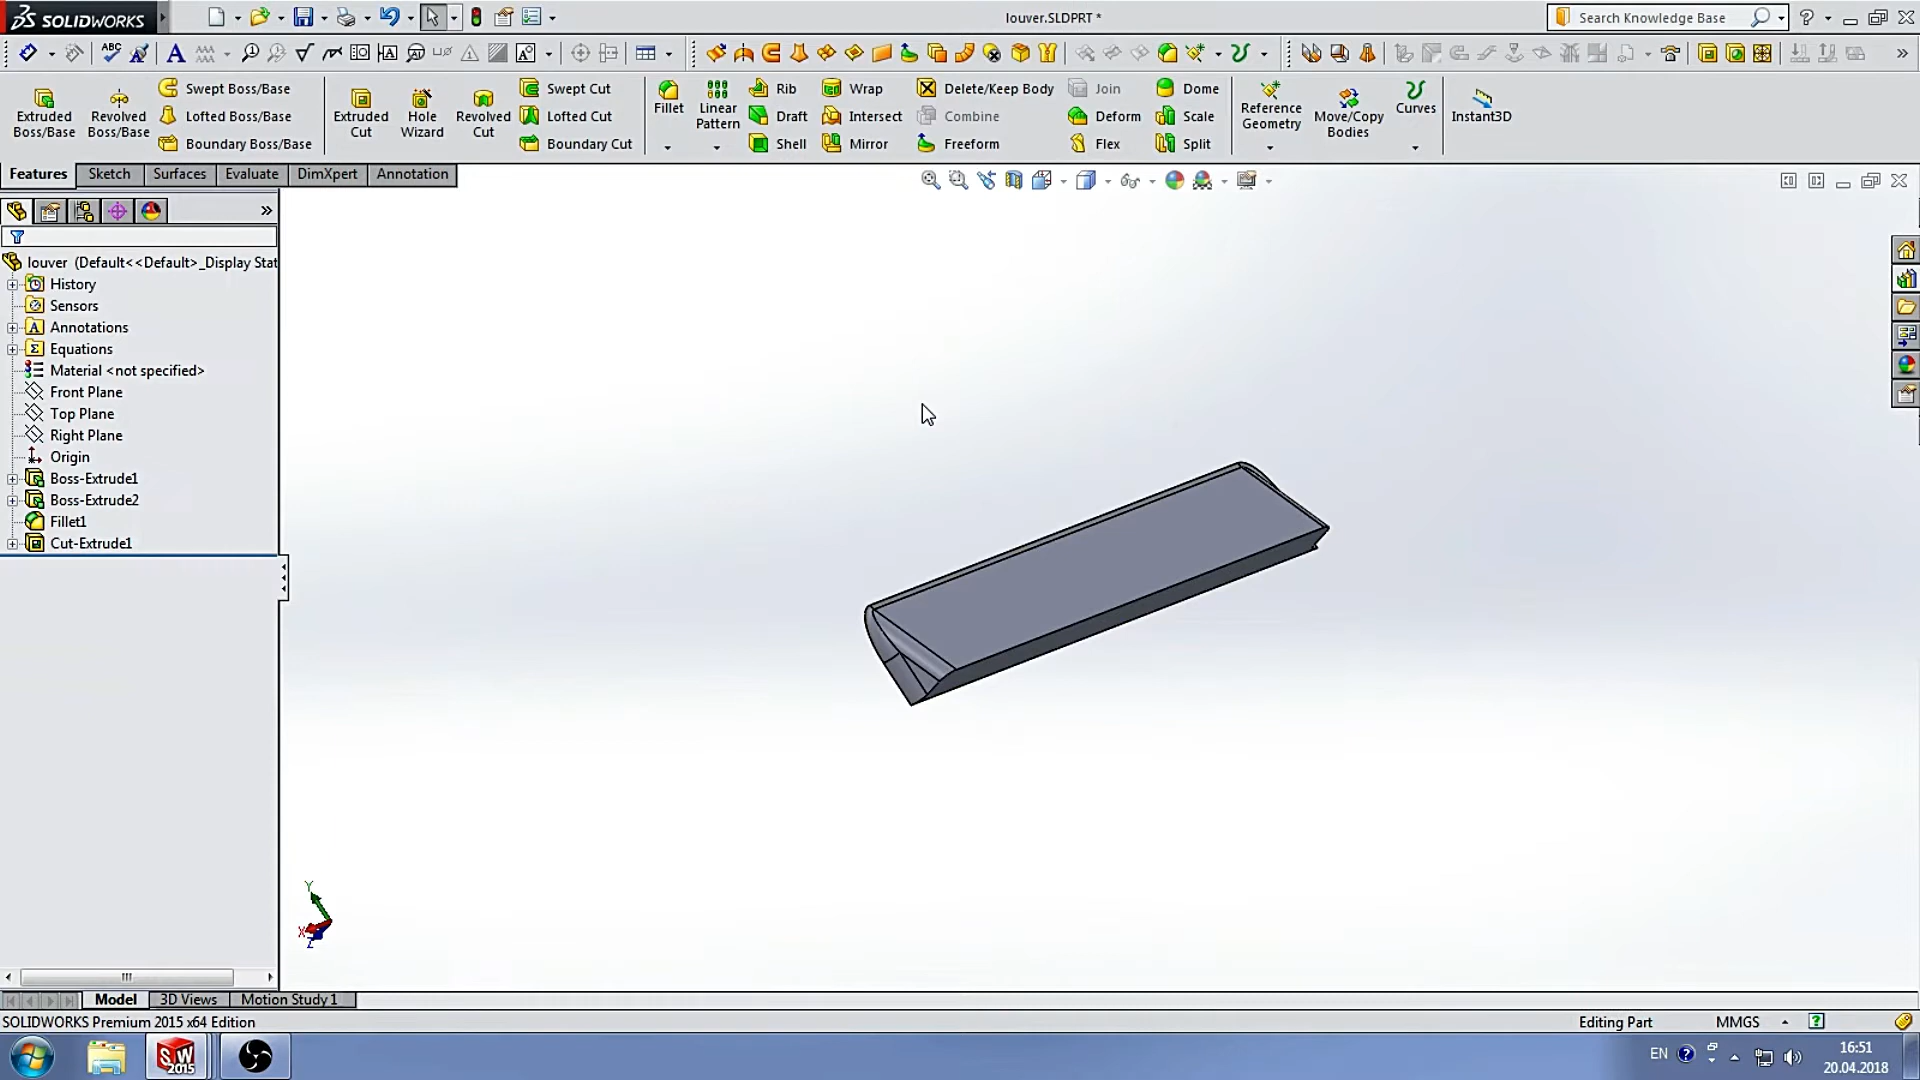 SOLIDWORKS
louver.SLDPRT *
Search Knowledge Base
?
ABC
Extruded Boss/Base
Revolved Boss/Base
Swept Boss/Base
Lofted Boss/Base
Boundary Boss/Base
Extruded Cut
Hole Wizard
Revolved Cut
Swept Cut
Lofted Cut
Boundary Cut
Fillet
Linear Pattern
Rib
Draft
Shell
Wrap
Intersect
Mirror
Delete/Keep Body
Combine
Freeform
Join
Deform
Flex
Dome
Scale
Split
Reference Geometry
Move/Copy Bodies
Curves
Instant3D
Features
Sketch
Surfaces
Evaluate
DimXpert
Annotation
louver (Default<<Default>_Display Stat
History
Sensors
Annotations
Equations
Material <not specified>
Front Plane
Top Plane
Right Plane
Origin
Boss-Extrude1
Boss-Extrude2
Fillet1
Cut-Extrude1
Y
X
Z
Model
3D Views
Motion Study 1
SOLIDWORKS Premium 2015 x64 Edition
Editing Part
MMGS
?
SW
2015
EN
?
16:51
20.04.2018